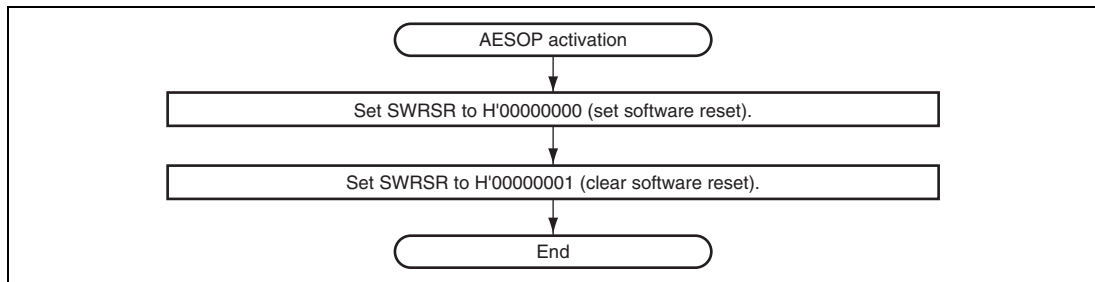 AESOP activation
Set SWRSR to H'00000000 (set software reset).
Set SWRSR to H'00000001 (clear software reset).
End